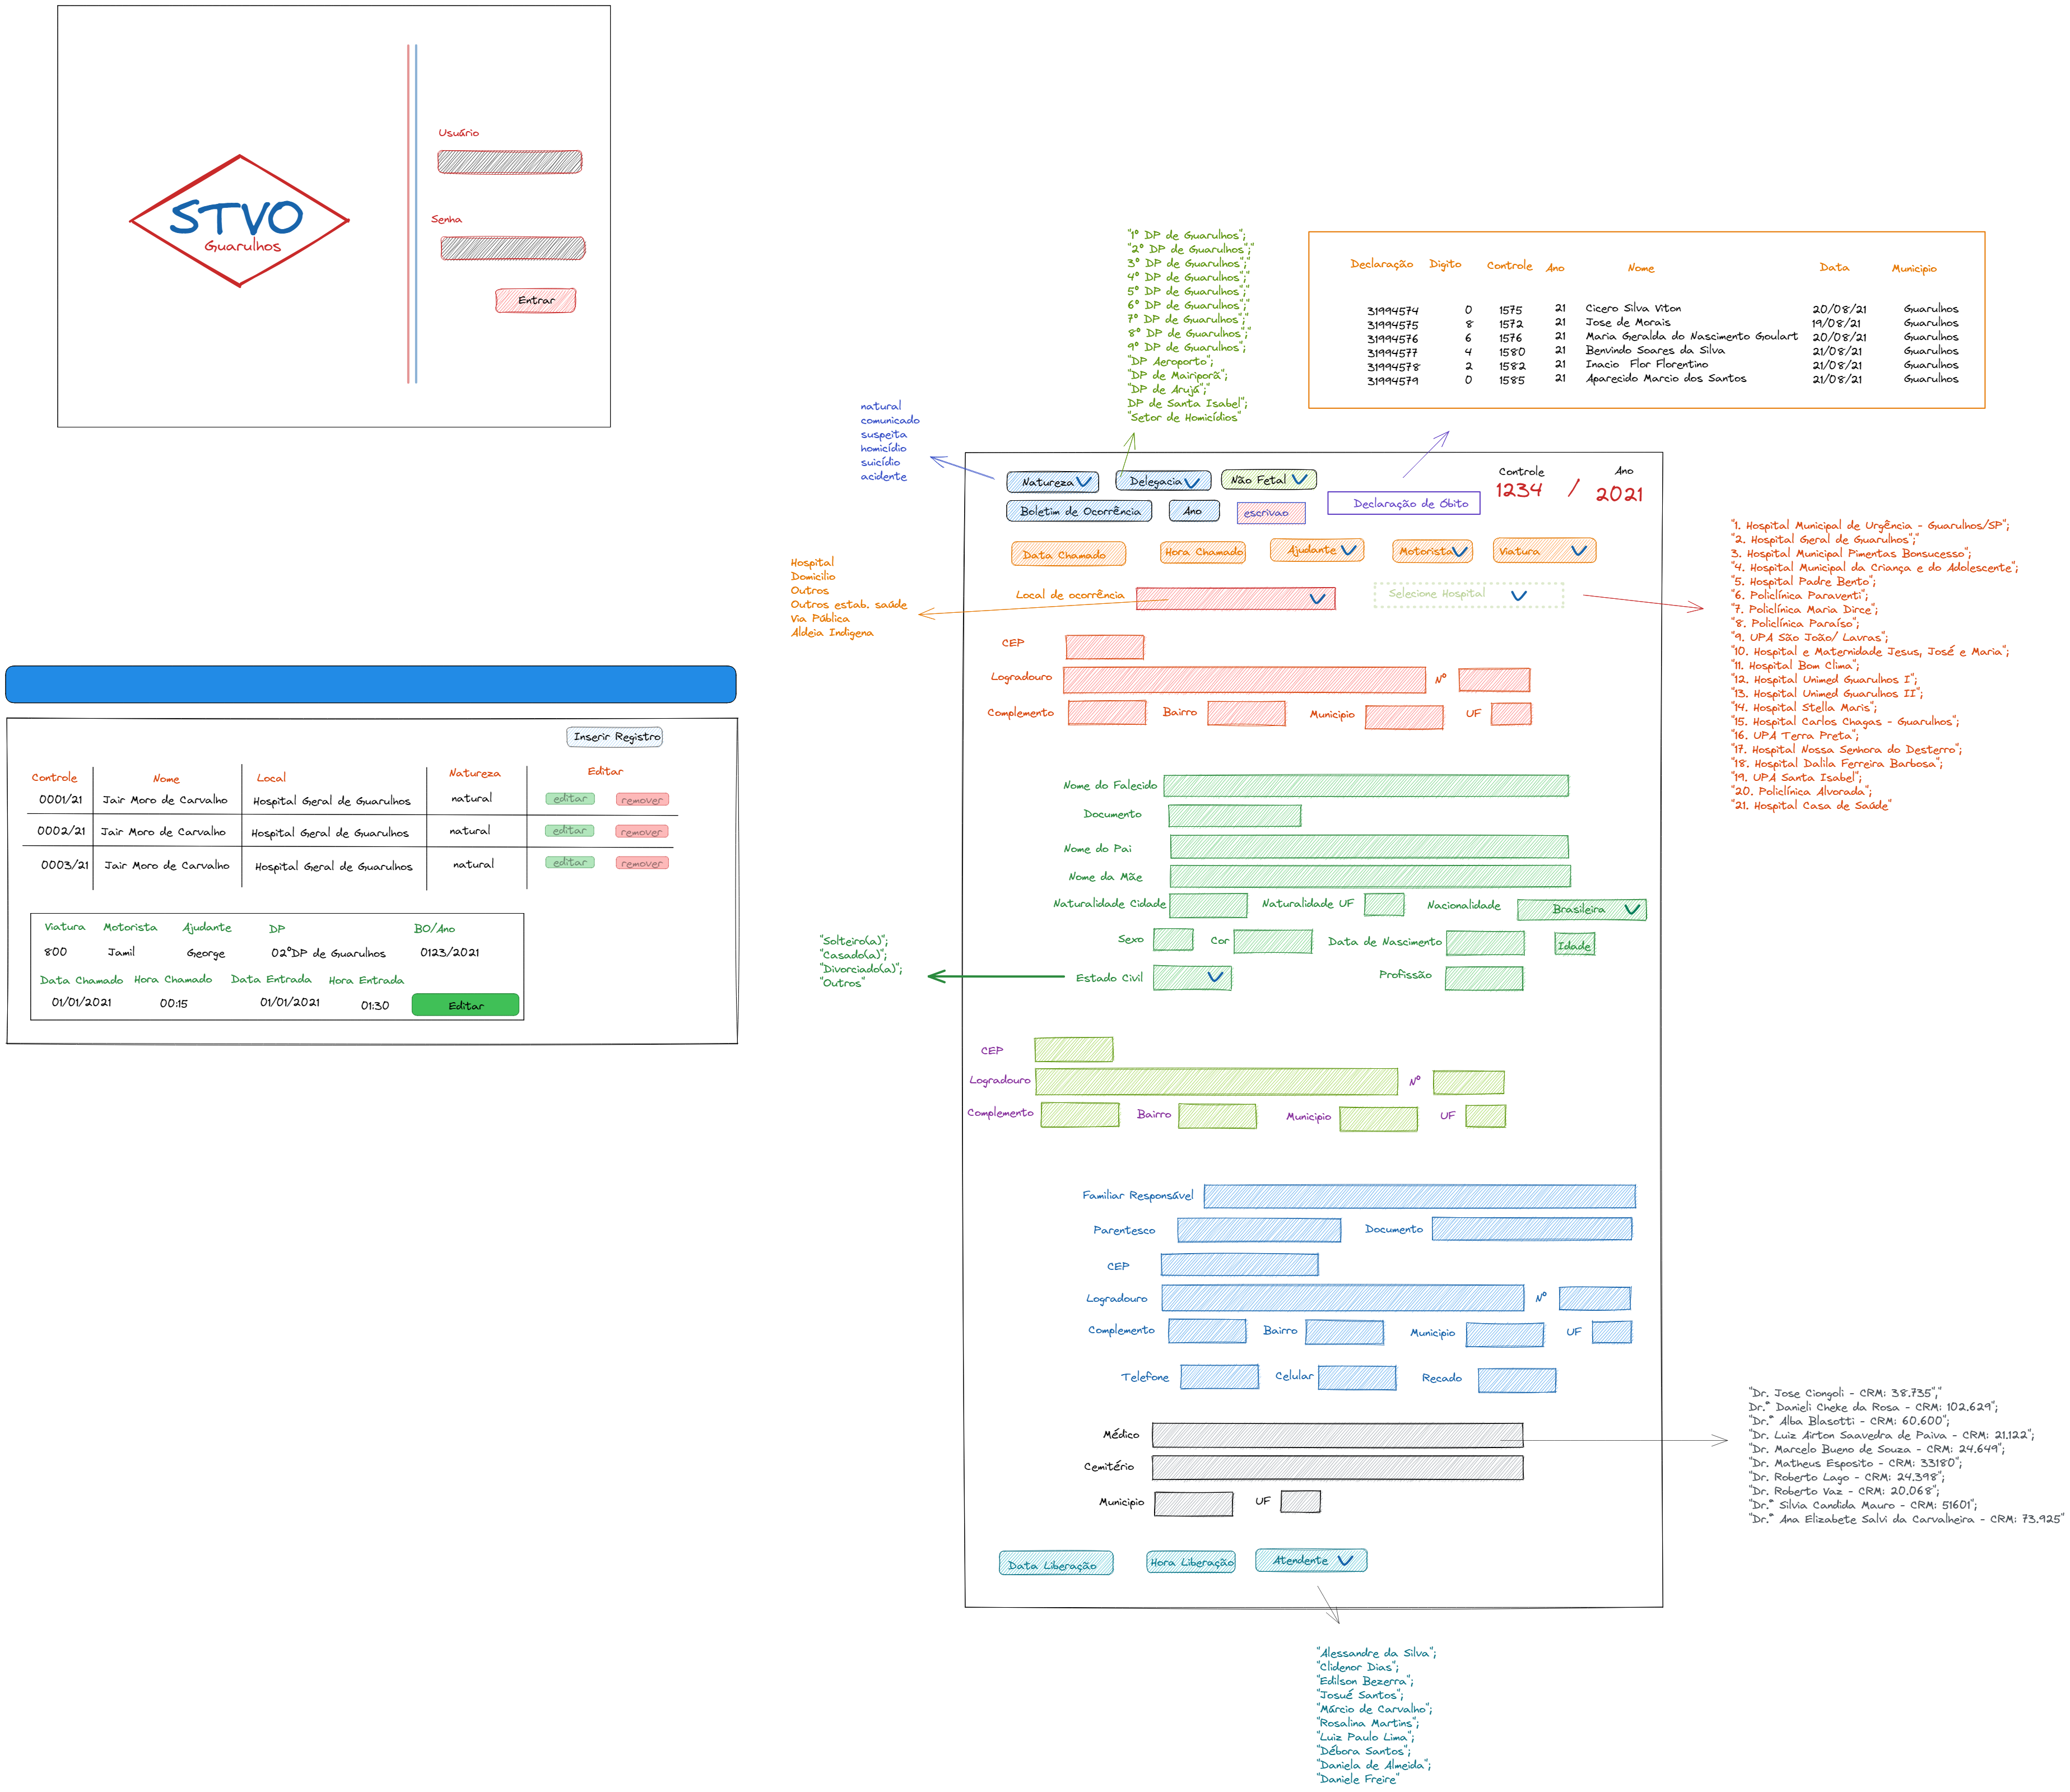 Usuário
STVO
Guarulhos
Senha
Entrar
Inserir Registro
Controle Nome Local Natureza Editar
0001/21 Jair Moro de Carvalho Hospital Geral de Guarulhos natural editar remover
0002/21 Jair Moro de Carvalho Hospital Geral de Guarulhos natural editar remover
0003/21 Jair Moro de Carvalho Hospital Geral de Guarulhos natural editar remover
Viatura Motorista Ajudante DP BO/Ano
800 Jamil George 02ºDP de Guarulhos 0123/2021
Data Chamado Hora Chamado Data Entrada Hora Entrada
01/01/2021 00:15 01/01/2021 01:30 Editar
"1º DP de Guarulhos";
"2º DP de Guarulhos";"
3º DP de Guarulhos";
4º DP de Guarulhos";"
5º DP de Guarulhos";
6º DP de Guarulhos";"
7º DP de Guarulhos";
8º DP de Guarulhos";"
9º DP de Guarulhos";
"DP Aeroporto";
"DP de Mairiporã";
"DP de Arujá";"
DP de Santa Isabel";
"Setor de Homicídios"
Declaração Digito Controle Ano Nome Data Municipio
31994574 0 1575 21 Cicero Silva Viton 20/08/21 Guarulhos
31994575 8 1572 21 Jose de Morais 19/08/21 Guarulhos
31994576 6 1576 21 Maria Geralda do Nascimento Goulart 20/08/21 Guarulhos
31994577 4 1580 21 Benvindo Soares da Silva 21/08/21 Guarulhos
31994578 2 1582 21 Inacio Flor Florentino 21/08/21 Guarulhos
31994579 0 1585 21 Aparecido Marcio dos Santos 21/08/21 Guarulhos
natural
comunicado
suspeita
homicídio
suicídio
acidente
Natureza Delegacia Não Fetal Controle Ano
1234 / 2021
Boletim de Ocorrência Ano escrivao Declaração de Óbito
Data Chamado Hora Chamado Ajudante Motorista Viatura
Hospital
Domicilio
Outros
Outros estab. saúde
Via Pública
Aldeia Indigena
Local de ocorrência Selecione Hospital
"1. Hospital Municipal de Urgência - Guarulhos/SP";
"2. Hospital Geral de Guarulhos";"
3. Hospital Municipal Pimentas Bonsucesso";
"4. Hospital Municipal da Criança e do Adolescente";
"5. Hospital Padre Bento";
"6. Policlínica Paraventi";
"7. Policlínica Maria Dirce";
"8. Policlínica Paraíso";
"9. UPA São João/ Lavras";
"10. Hospital e Maternidade Jesus, José e Maria";
"11. Hospital Bom Clima";
"12. Hospital Unimed Guarulhos I";
"13. Hospital Unimed Guarulhos II";
"14. Hospital Stella Maris";
"15. Hospital Carlos Chagas - Guarulhos";
"16. UPA Terra Preta";
"17. Hospital Nossa Senhora do Desterro";
"18. Hospital Dalila Ferreira Barbosa";
"19. UPA Santa Isabel";
"20. Policlínica Alvorada";
"21. Hospital Casa de Saúde"
CEP
Logradouro Nº
Complemento Bairro Municipio UF
Nome do Falecido
Documento
Nome do Pai
Nome da Mãe
Naturalidade Cidade Naturalidade UF Nacionalidade Brasileira
Sexo Cor Data de Nascimento Idade
Estado Civil Profissão
"Solteiro(a)";
"Casado(a)";
"Divorciado(a)";
"Outros"
CEP
Logradouro Nº
Complemento Bairro Municipio UF
Familiar Responsável
Parentesco Documento
CEP
Logradouro Nº
Complemento Bairro Municipio UF
Telefone Celular Recado
Médico
Cemitério
Municipio UF
"Dr. Jose Ciongoli - CRM: 38.735","
Dr.ª Danieli Cheke da Rosa - CRM: 102.629";
"Dr.ª Alba Blasotti - CRM: 60.600";
"Dr. Luiz Airton Saavedra de Paiva - CRM: 21.122";
"Dr. Marcelo Bueno de Souza - CRM: 24.649";
"Dr. Matheus Esposito - CRM: 33180";
"Dr. Roberto Lago - CRM: 24.398";
"Dr. Roberto Vaz - CRM: 20.068";
"Dr.ª Silvia Candida Mauro - CRM: 51601";
"Dr.ª Ana Elizabete Salvi da Carvalheira - CRM: 73.925"
Data Liberação Hora Liberação Atendente
"Alessandre da Silva";
"Clidenor Dias";
"Edilson Bezerra";
"Josué Santos";
"Márcio de Carvalho";
"Rosalina Martins";
"Luiz Paulo Lima";
"Débora Santos";
"Daniela de Almeida";
"Daniele Freire"